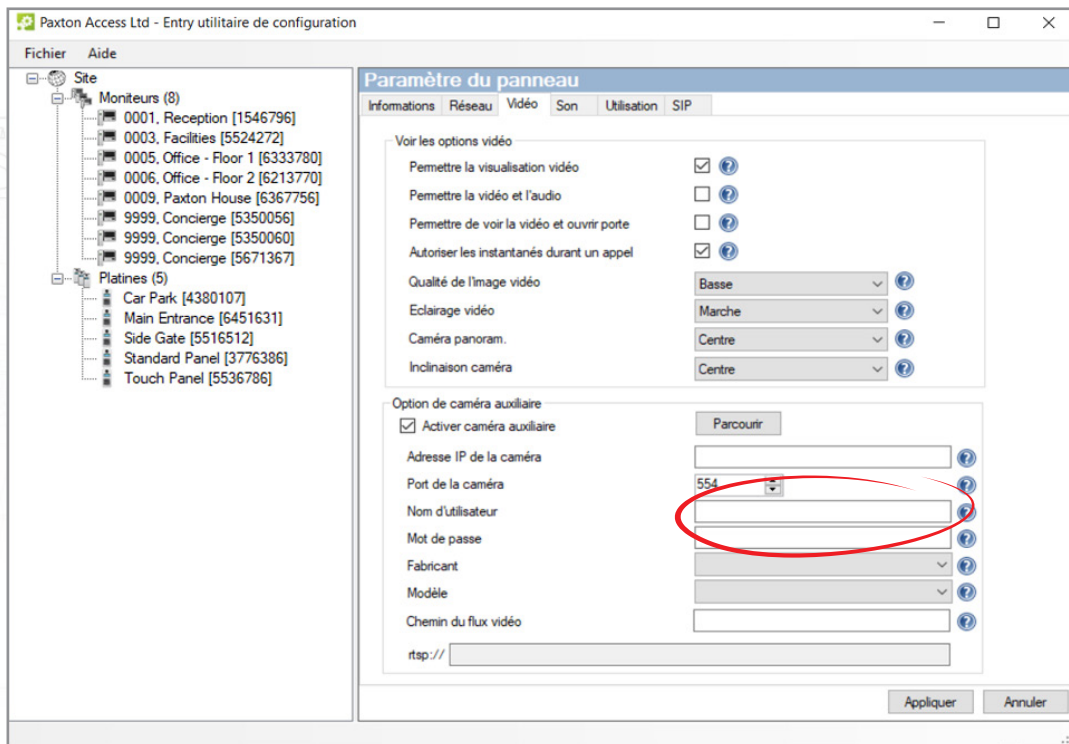 Paxton Access Ltd - Entry utilitaire de configuration
Fichier Aide
Site
Moniteurs (8)
0001, Reception [1546796]
0003, Facilities [5524272]
0005, Office - Floor 1 [6333780]
0006, Office - Floor 2 [6213770]
0009, Paxton House [6367756]
9999, Concierge [5350056]
9999, Concierge [5350060]
9999, Concierge [5671367]
Platines (5)
Car Park [4380107]
Main Entrance [6451631]
Side Gate [5516512]
Standard Panel [3776386]
Touch Panel [5536786]
Paramètre du panneau
Informations Réseau Vidéo Son Utilisation SIP
Voir les options vidéo
Permettre la visualisation vidéo
Permettre la vidéo et l'audio
Permettre de voir la vidéo et ouvrir porte
Autoriser les instantanés durant un appel
Qualité de l'image vidéo Basse
Eclairage vidéo Marche
Caméra panoram. Centre
Inclinaison caméra Centre
Option de caméra auxiliaire
Activer caméra auxiliaire Parcourir
Adresse IP de la caméra
Port de la caméra 554
Nom d'utilisateur
Mot de passe
Fabricant
Modèle
Chemin du flux vidéo
rtsp://
Appliquer Annuler